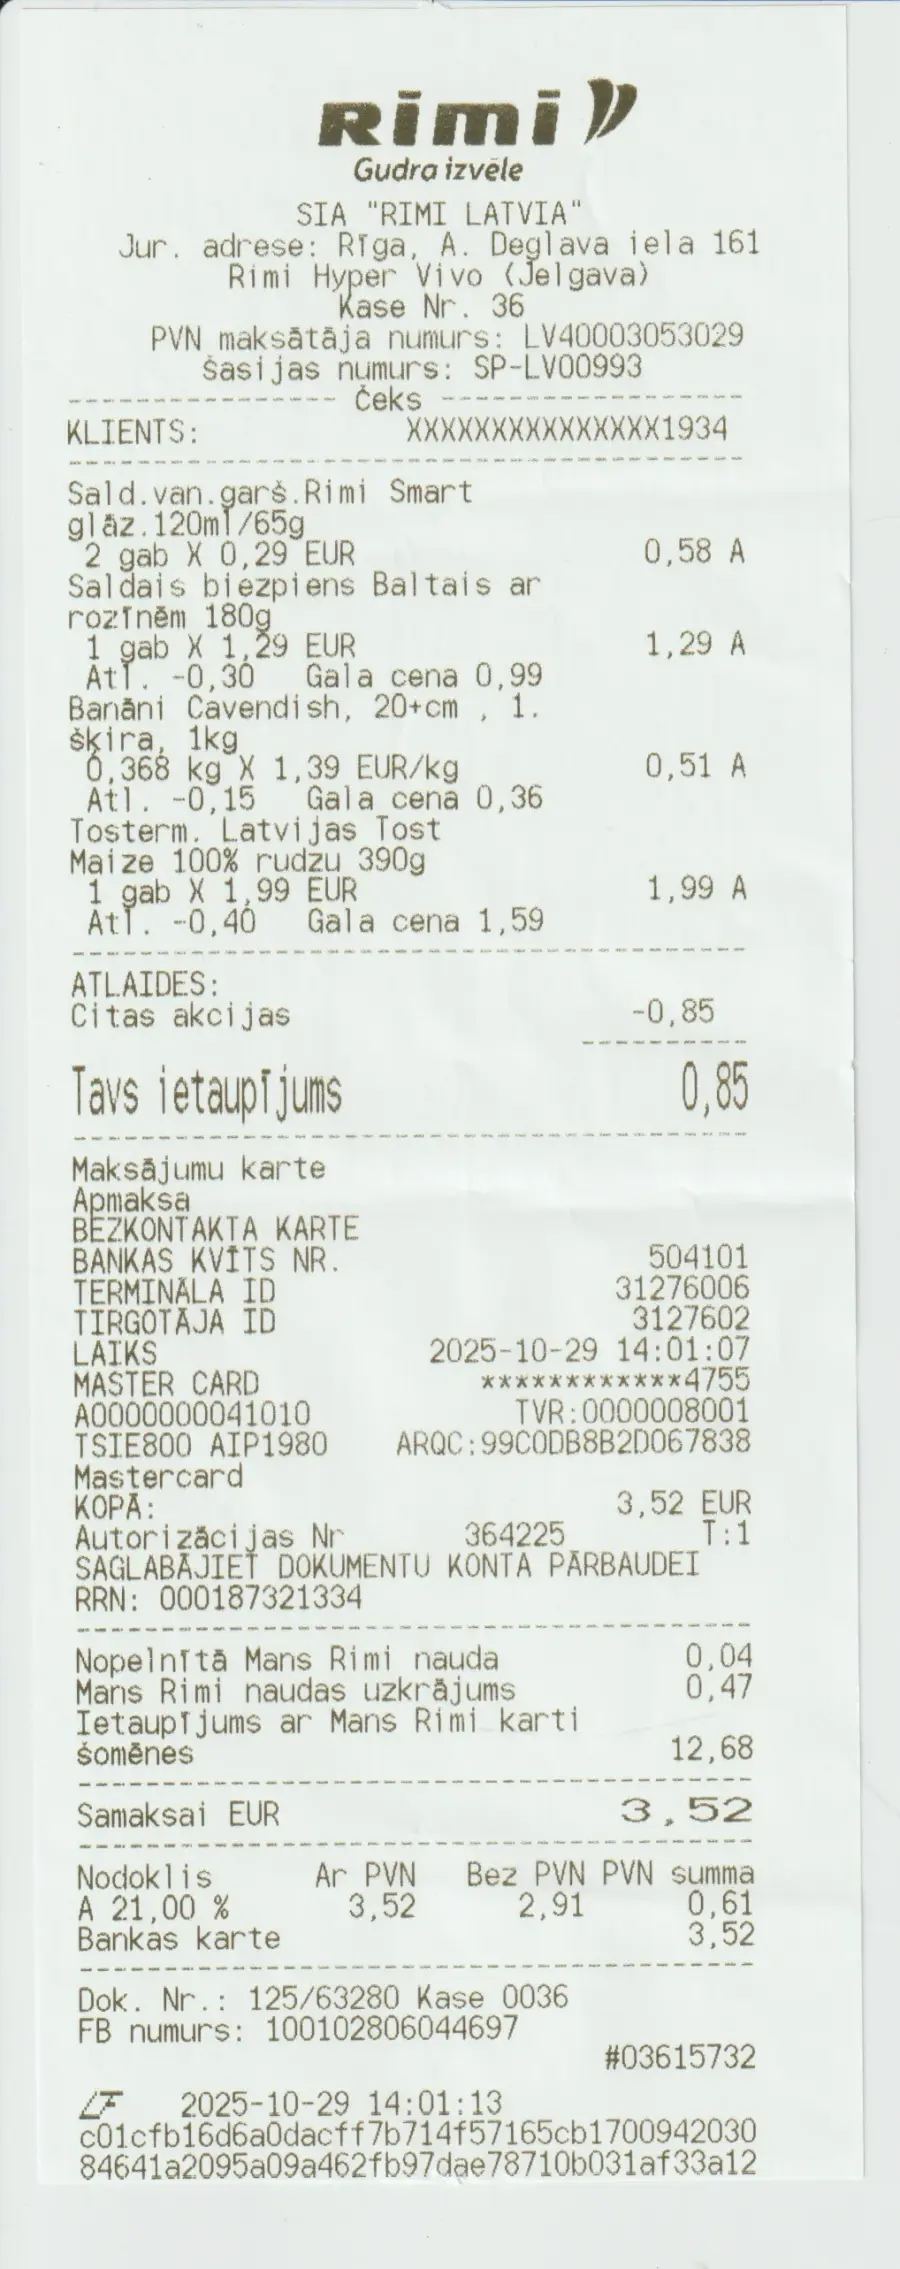 Rimi
Gudra izvēle
SIA "RIMI LATVIA"
Jur. adrese: Rīga, A. Deglava iela 161
Rimi Hyper Vivo (Jelgava)
Kase Nr. 36
PVN maksātāja numurs: LV40003053029
Šasijas numurs: SP-LV00993
---------------- Čeks ------------------
KLIENTS: XXXXXXXXXXXXXXX1934
Sald.van.garš.Rimi Smart
glāz.120ml/65g
2 gab X 0,29 EUR 0,58 A
Saldais biezpiens Baltais ar
rozīnēm 180g
1 gab X 1,29 EUR 1,29 A
Atl. -0,30 Gala cena 0,99
Banāni Cavendish, 20+cm , 1.
šķira, 1kg
0,368 kg X 1,39 EUR/kg 0,51 A
Atl. -0,15 Gala cena 0,36
Tosterm. Latvijas Tost
Maize 100% rudzu 390g
1 gab X 1,99 EUR 1,99 A
Atl. -0,40 Gala cena 1,59
ATLAIDES:
Citas akcijas -0,85
Tavs ietaupījums 0,85
Maksājumu karte
Apmaksa
BEZKONTAKTA KARTE
BANKAS KVĪTS NR. 504101
TERMINĀLA ID 31276006
TIRGOTĀJA ID 3127602
LAIKS 2025-10-29 14:01:07
MASTER CARD ************4755
A0000000041010 TVR:0000008001
TSIE800 AIP1980 ARQC:99C0DB8B2D067838
Mastercard
KOPĀ: 3,52 EUR
Autorizācijas Nr 364225 T:1
SAGLABĀJIET DOKUMENTU KONTA PĀRBAUDEI
RRN: 000187321334
Nopelnītā Mans Rimi nauda 0,04
Mans Rimi naudas uzkrājums 0,47
Ietaupījums ar Mans Rimi karti
šomēnes 12,68
Samaksai EUR 3,52
Nodoklis Ar PVN Bez PVN PVN summa
A 21,00 % 3,52 2,91 0,61
Bankas karte 3,52
Dok. Nr.: 125/63280 Kase 0036
FB numurs: 100102806044697
#03615732
LF 2025-10-29 14:01:13
c01cfb16d6a0dacff7b714f57165cb1700942030
84641a2095a09a462fb97dae78710b031af33a12